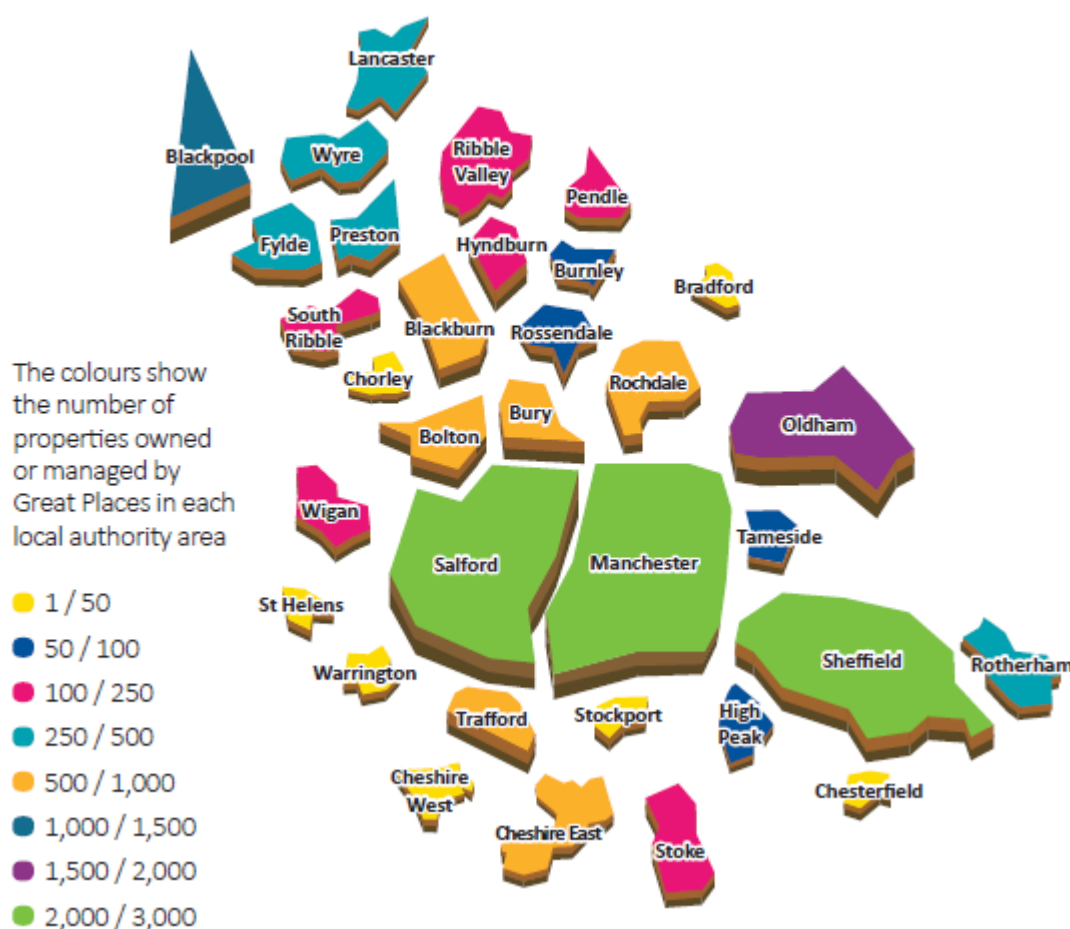 Lancaster
Blackpool
Wyre
Ribble
Valley
Pendle
Fylde
Preston
Hyndburn
Burnley
Bradford
South
Ribble
Blackburn
Rossendale
Chorley
Rochdale
Bury
Bolton
Oldham
The colours show
the number of
properties owned
or managed by
Great Places in each
local authority area
Wigan
Tameside
Salford
Manchester
St Helens
Warrington
Sheffield
Rotherham
Trafford
Stockport
High
Peak
Cheshire
West
Chesterfield
Cheshire East
Stoke
1 / 50
50 / 100
100 / 250
250 / 500
500 / 1,000
1,000 / 1,500
1,500 / 2,000
2,000 / 3,000